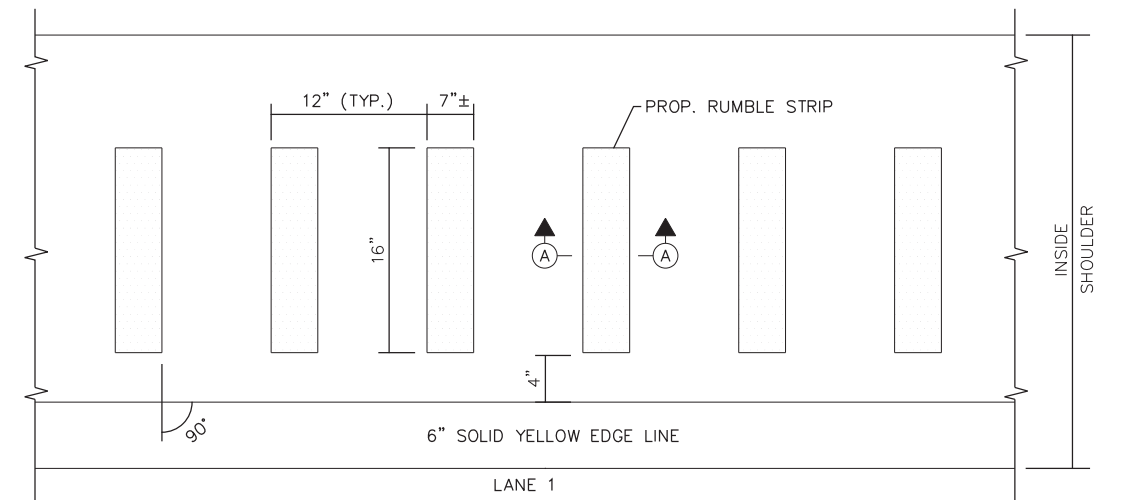 12” (TYP.)
7”±
PROP. RUMBLE STRIP
16”
A
A
INSIDE
SHOULDER
4”
90°
6” SOLID YELLOW EDGE LINE
LANE 1